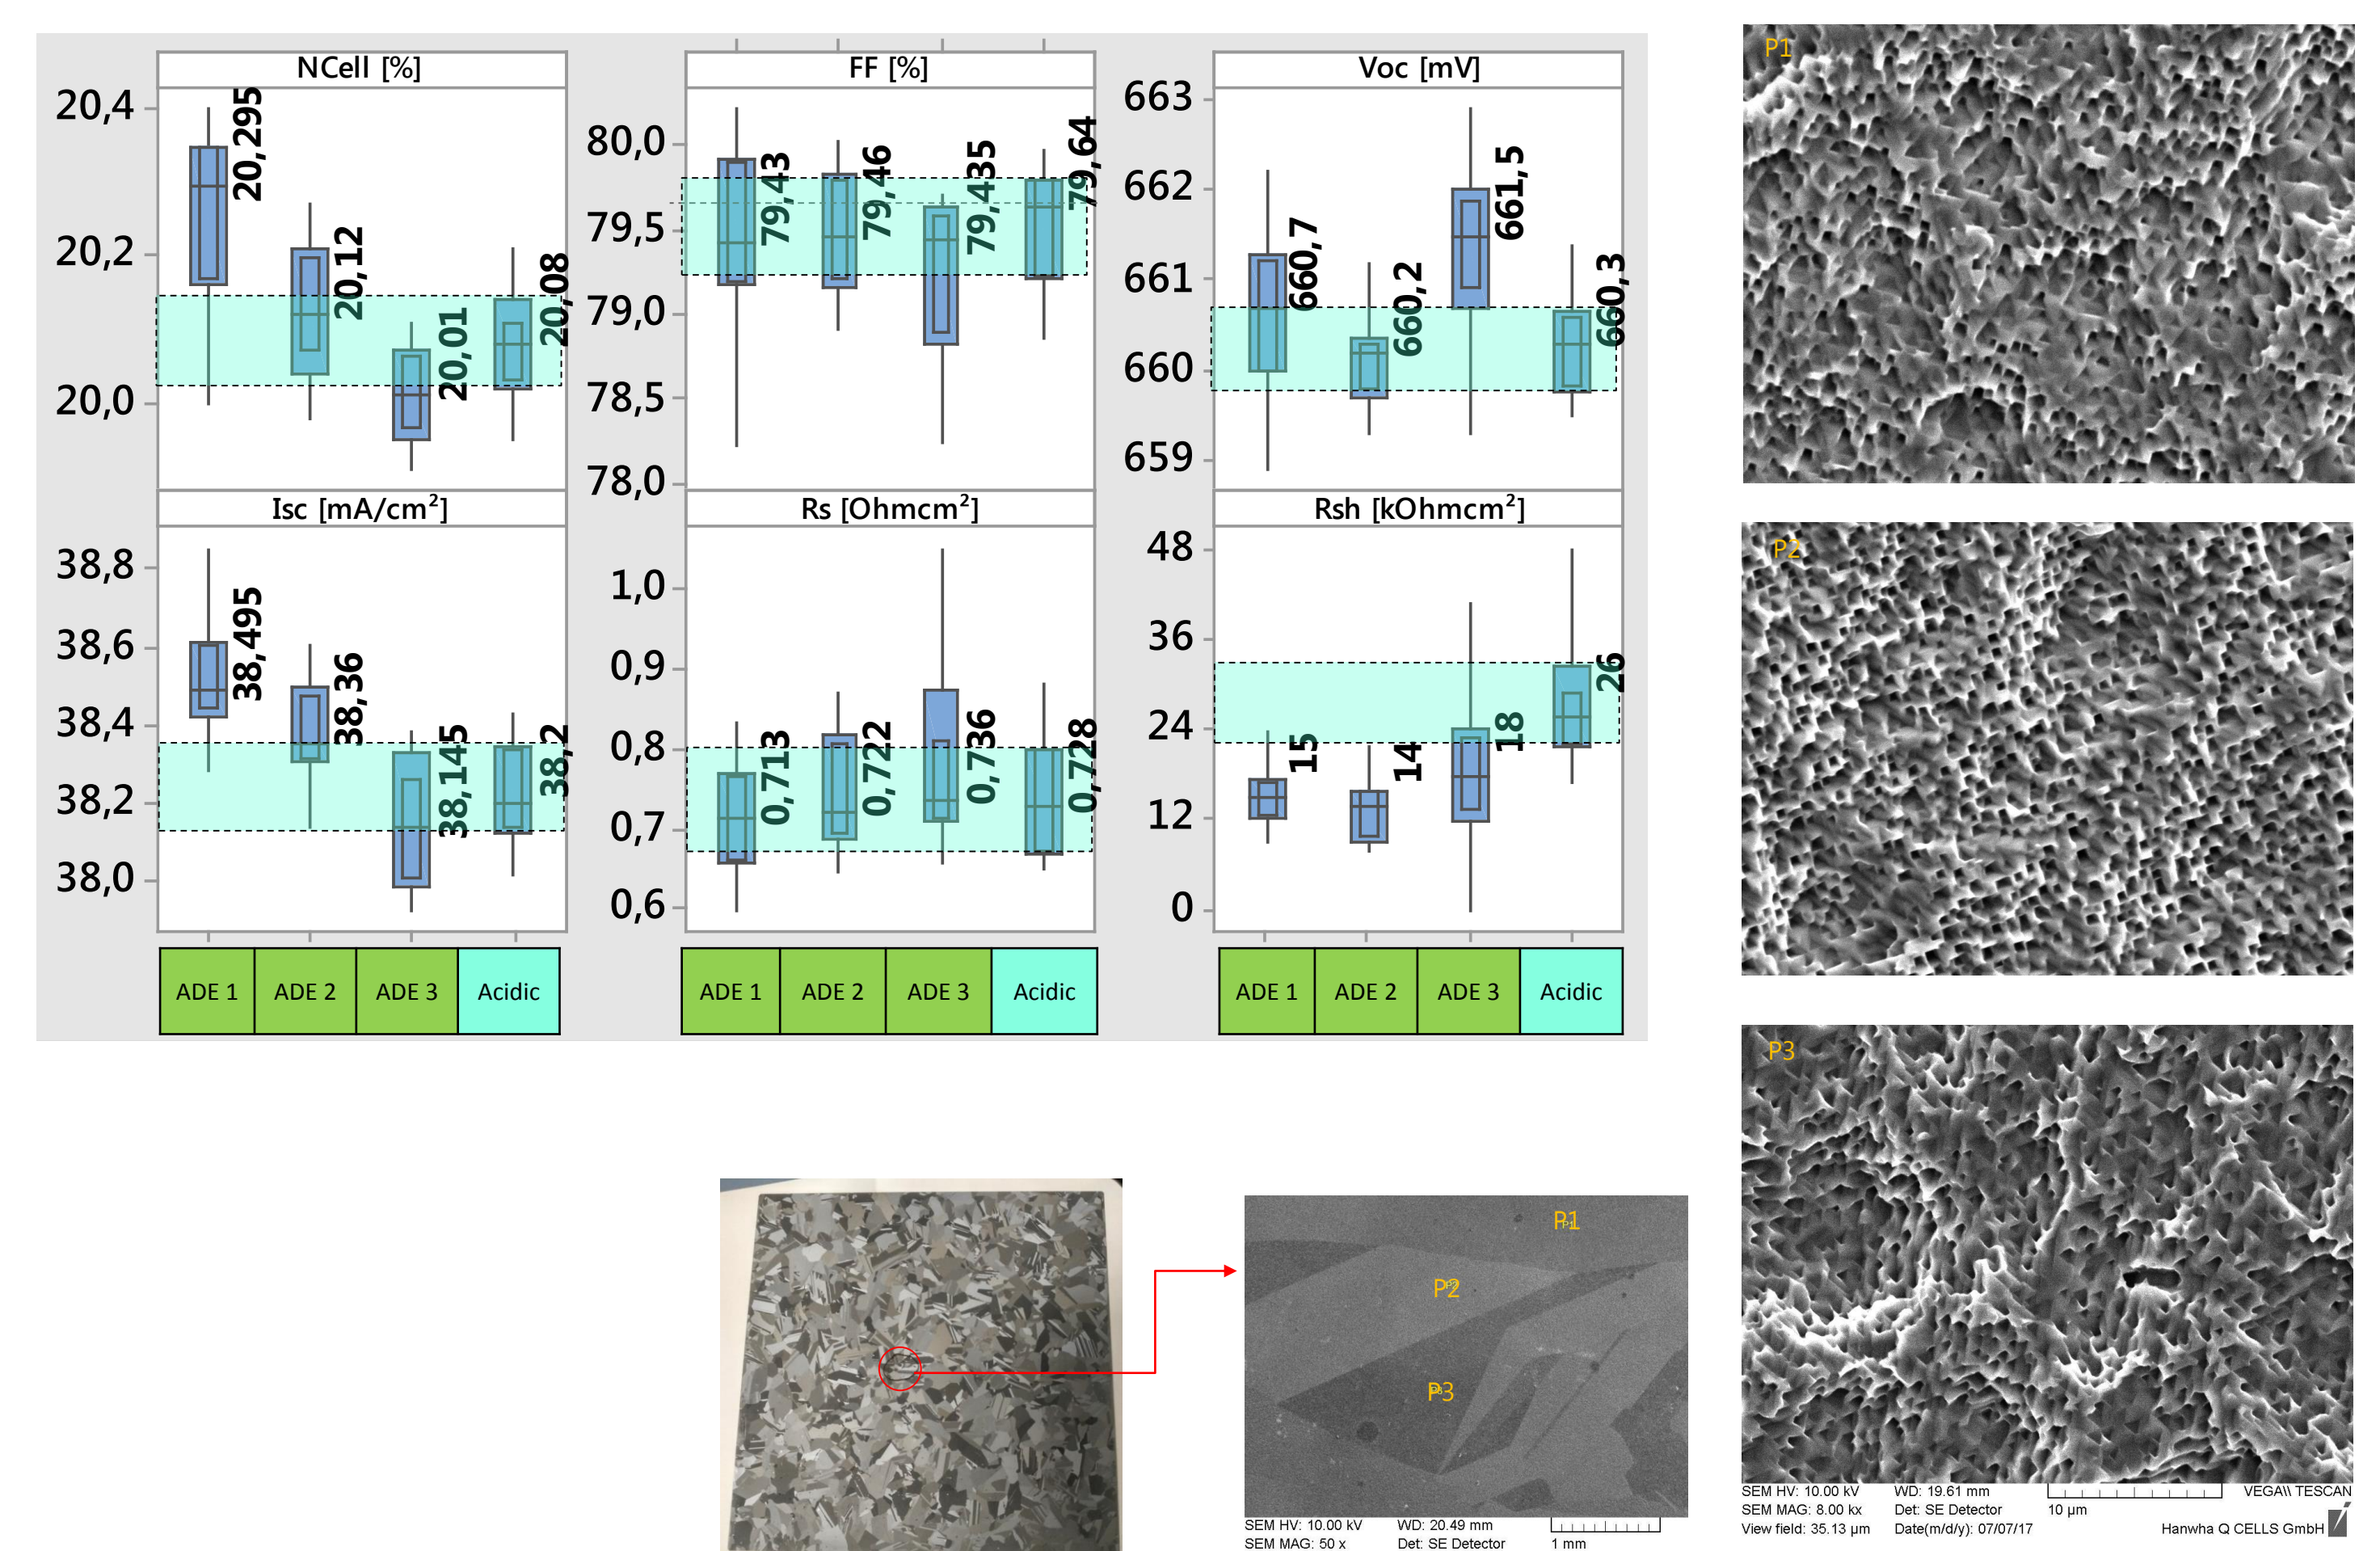 NCell [%]
20,4
20,2
20,0
20,295
20,12
20,01
20,08
FF [%]
80,0
79,5
79,0
78,5
78,0
79,43
79,46
79,435
79,64
Voc [mV]
663
662
661
660
659
660,7
660,2
661,5
660,3
Isc [mA/cm²]
38,8
38,6
38,4
38,2
38,0
38,495
38,36
38,145
38,2
Rs [Ohmcm²]
1,0
0,9
0,8
0,7
0,6
0,713
0,722
0,736
0,728
Rsh [kOhmcm²]
48
36
24
12
0
15
14
18
26
ADE 1 ADE 2 ADE 3 Acidic
ADE 1 ADE 2 ADE 3 Acidic
ADE 1 ADE 2 ADE 3 Acidic
P1
P2
P3
SEM HV: 10.00 kV WD: 19.61 mm VEGA\\ TESCAN
SEM MAG: 8.00 kx Det: SE Detector 10 µm
View field: 35.13 µm Date(m/d/y): 07/07/17 Hanwha Q CELLS GmbH
P1
P2
P3
SEM HV: 10.00 kV WD: 20.49 mm
SEM MAG: 50 x Det: SE Detector 1 mm